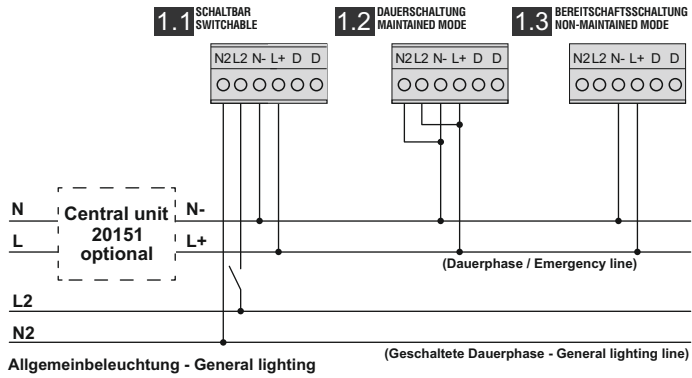 1.1 SCHALTBAR
SWITCHABLE
1.2 DAUERSCHALTUNG
MAINTAINED MODE
1.3 BEREITSCHAFTSSCHALTUNG
NON-MAINTAINED MODE
N2 L2 N- L+ D D
N2 L2 N- L+ D D
N2 L2 N- L+ D D
N
Central unit
20151
optional
N-
L
L+
(Dauerphase / Emergency line)
L2
N2
(Geschaltete Dauerphase - General lighting line)
Allgemeinbeleuchtung - General lighting